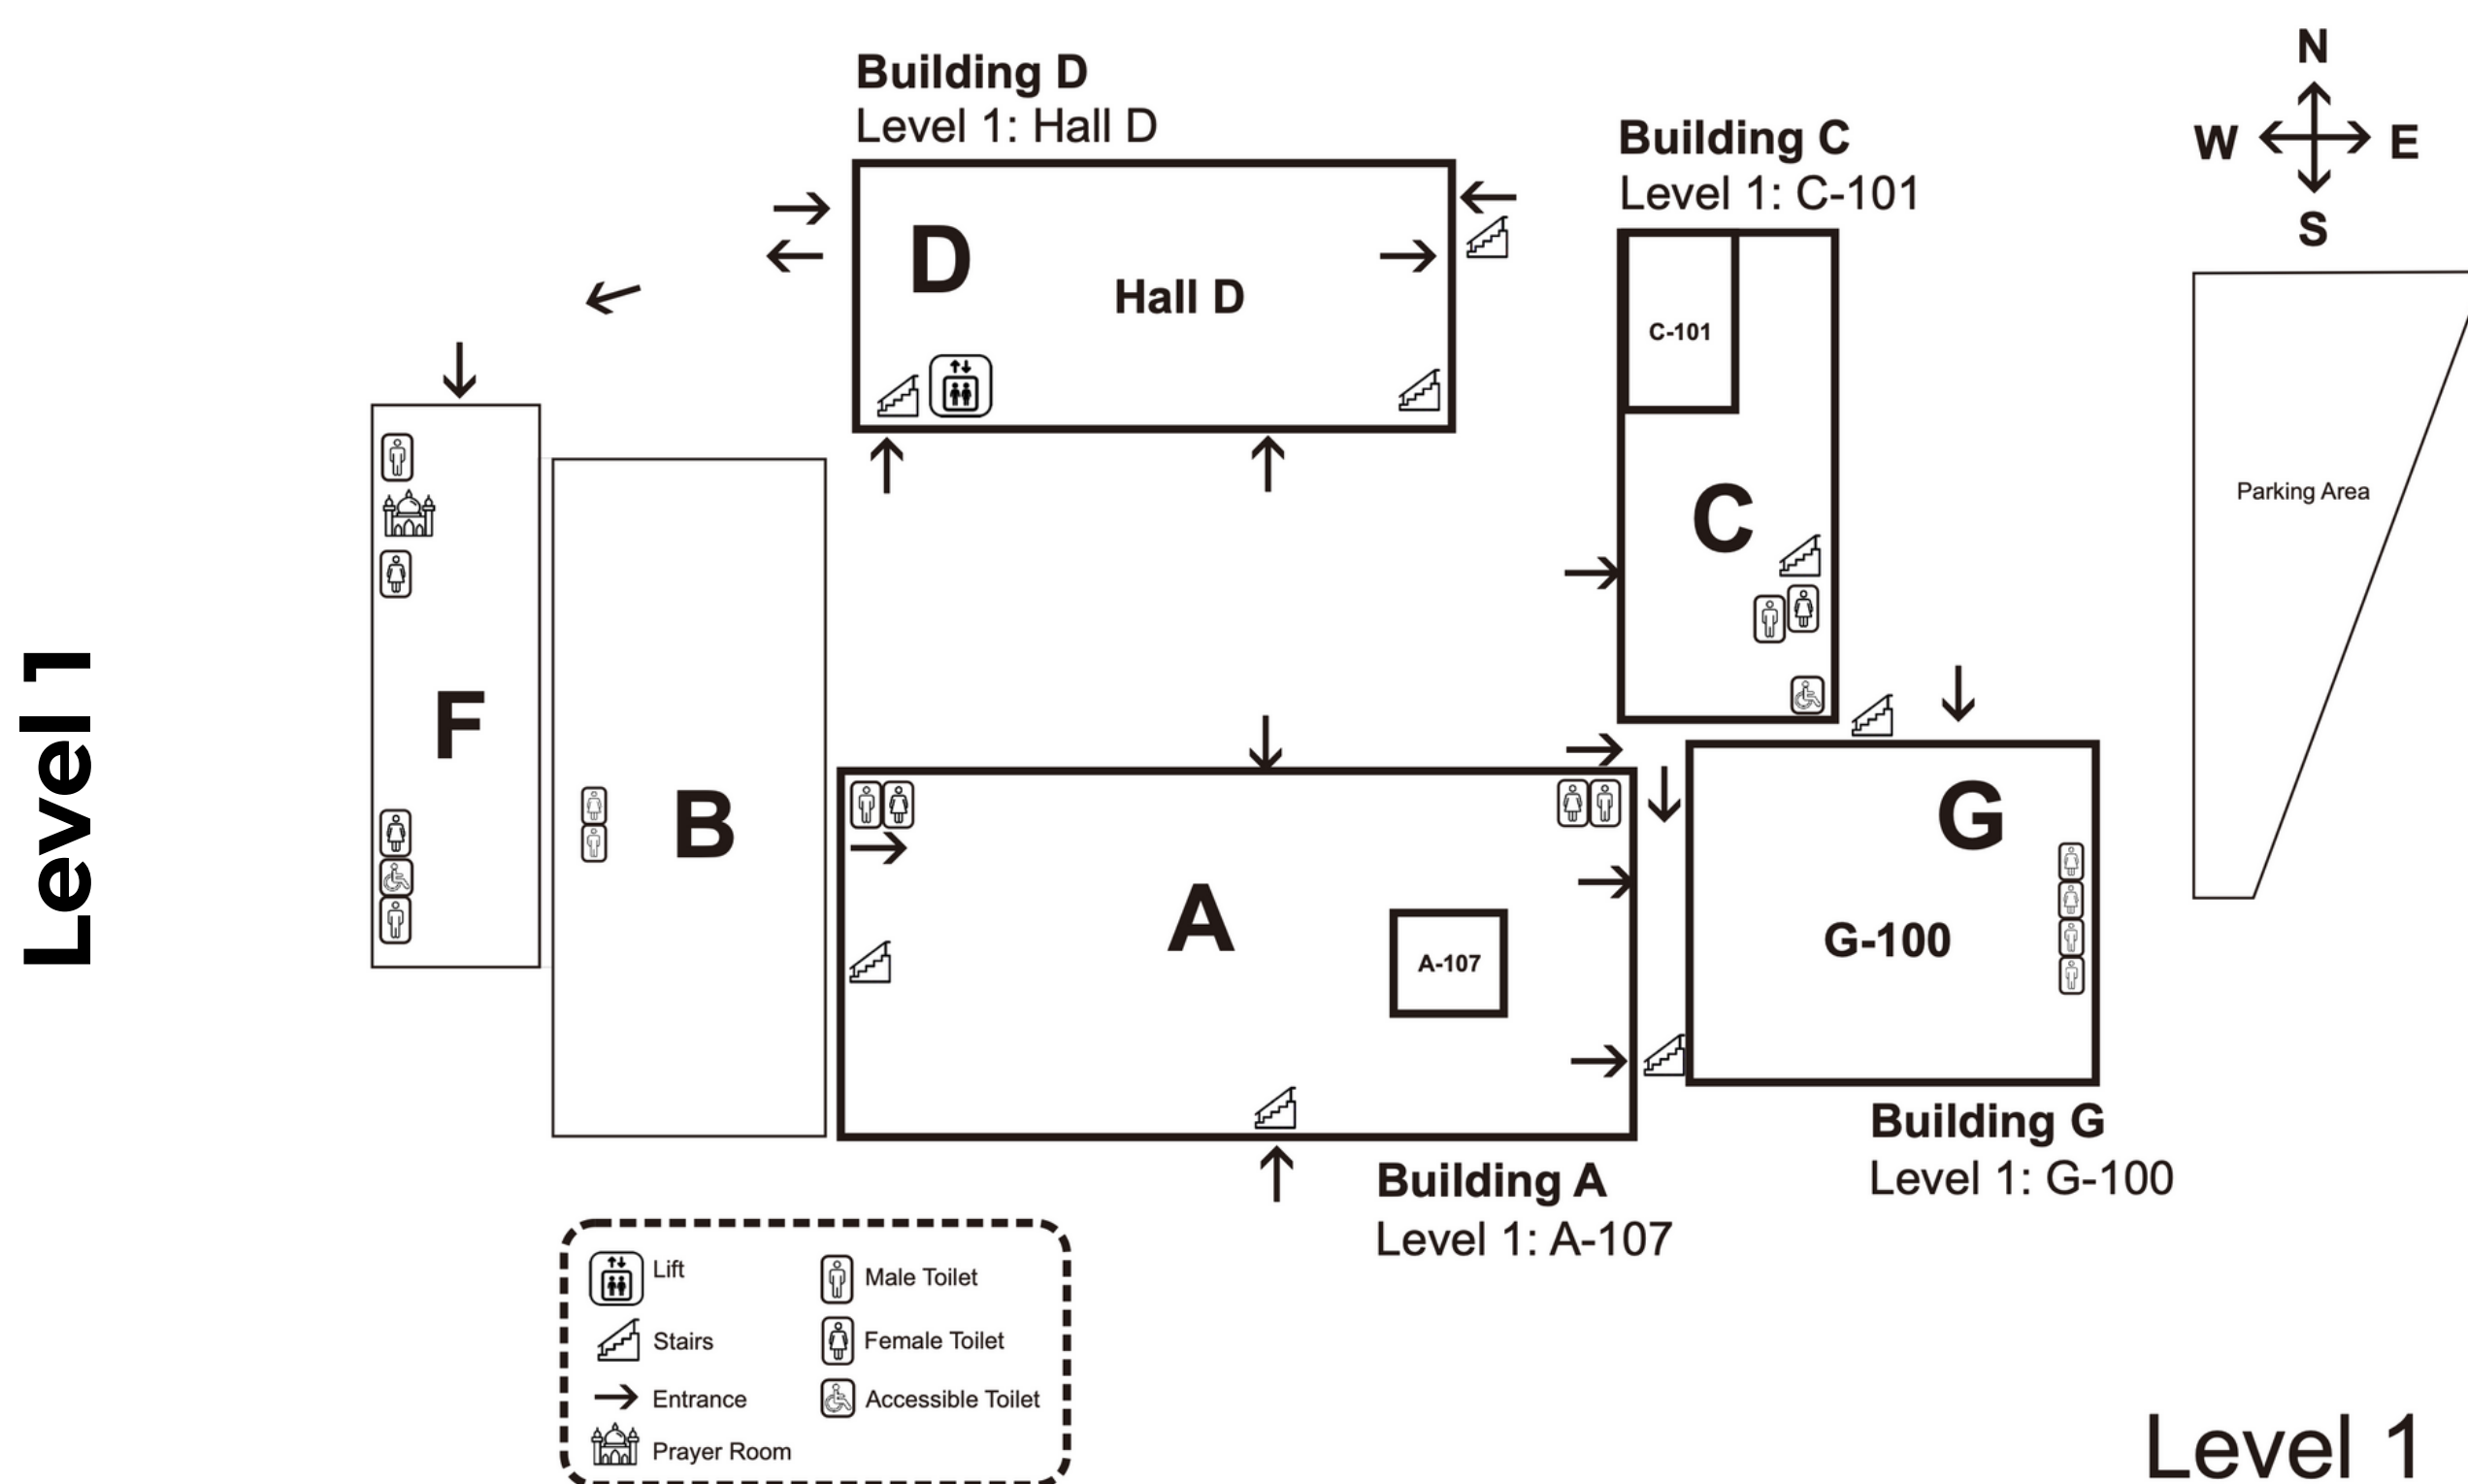 Building D
Level 1: Hall D
Building C
Level 1: C-101
N
W
E
S
D
Hall D
C-101
C
Parking Area
Level 1
F
B
A
A-107
G
G-100
Building G
Level 1: G-100
Building A
Level 1: A-107
Lift
Stairs
Entrance
Prayer Room
Male Toilet
Female Toilet
Accessible Toilet
Level 1